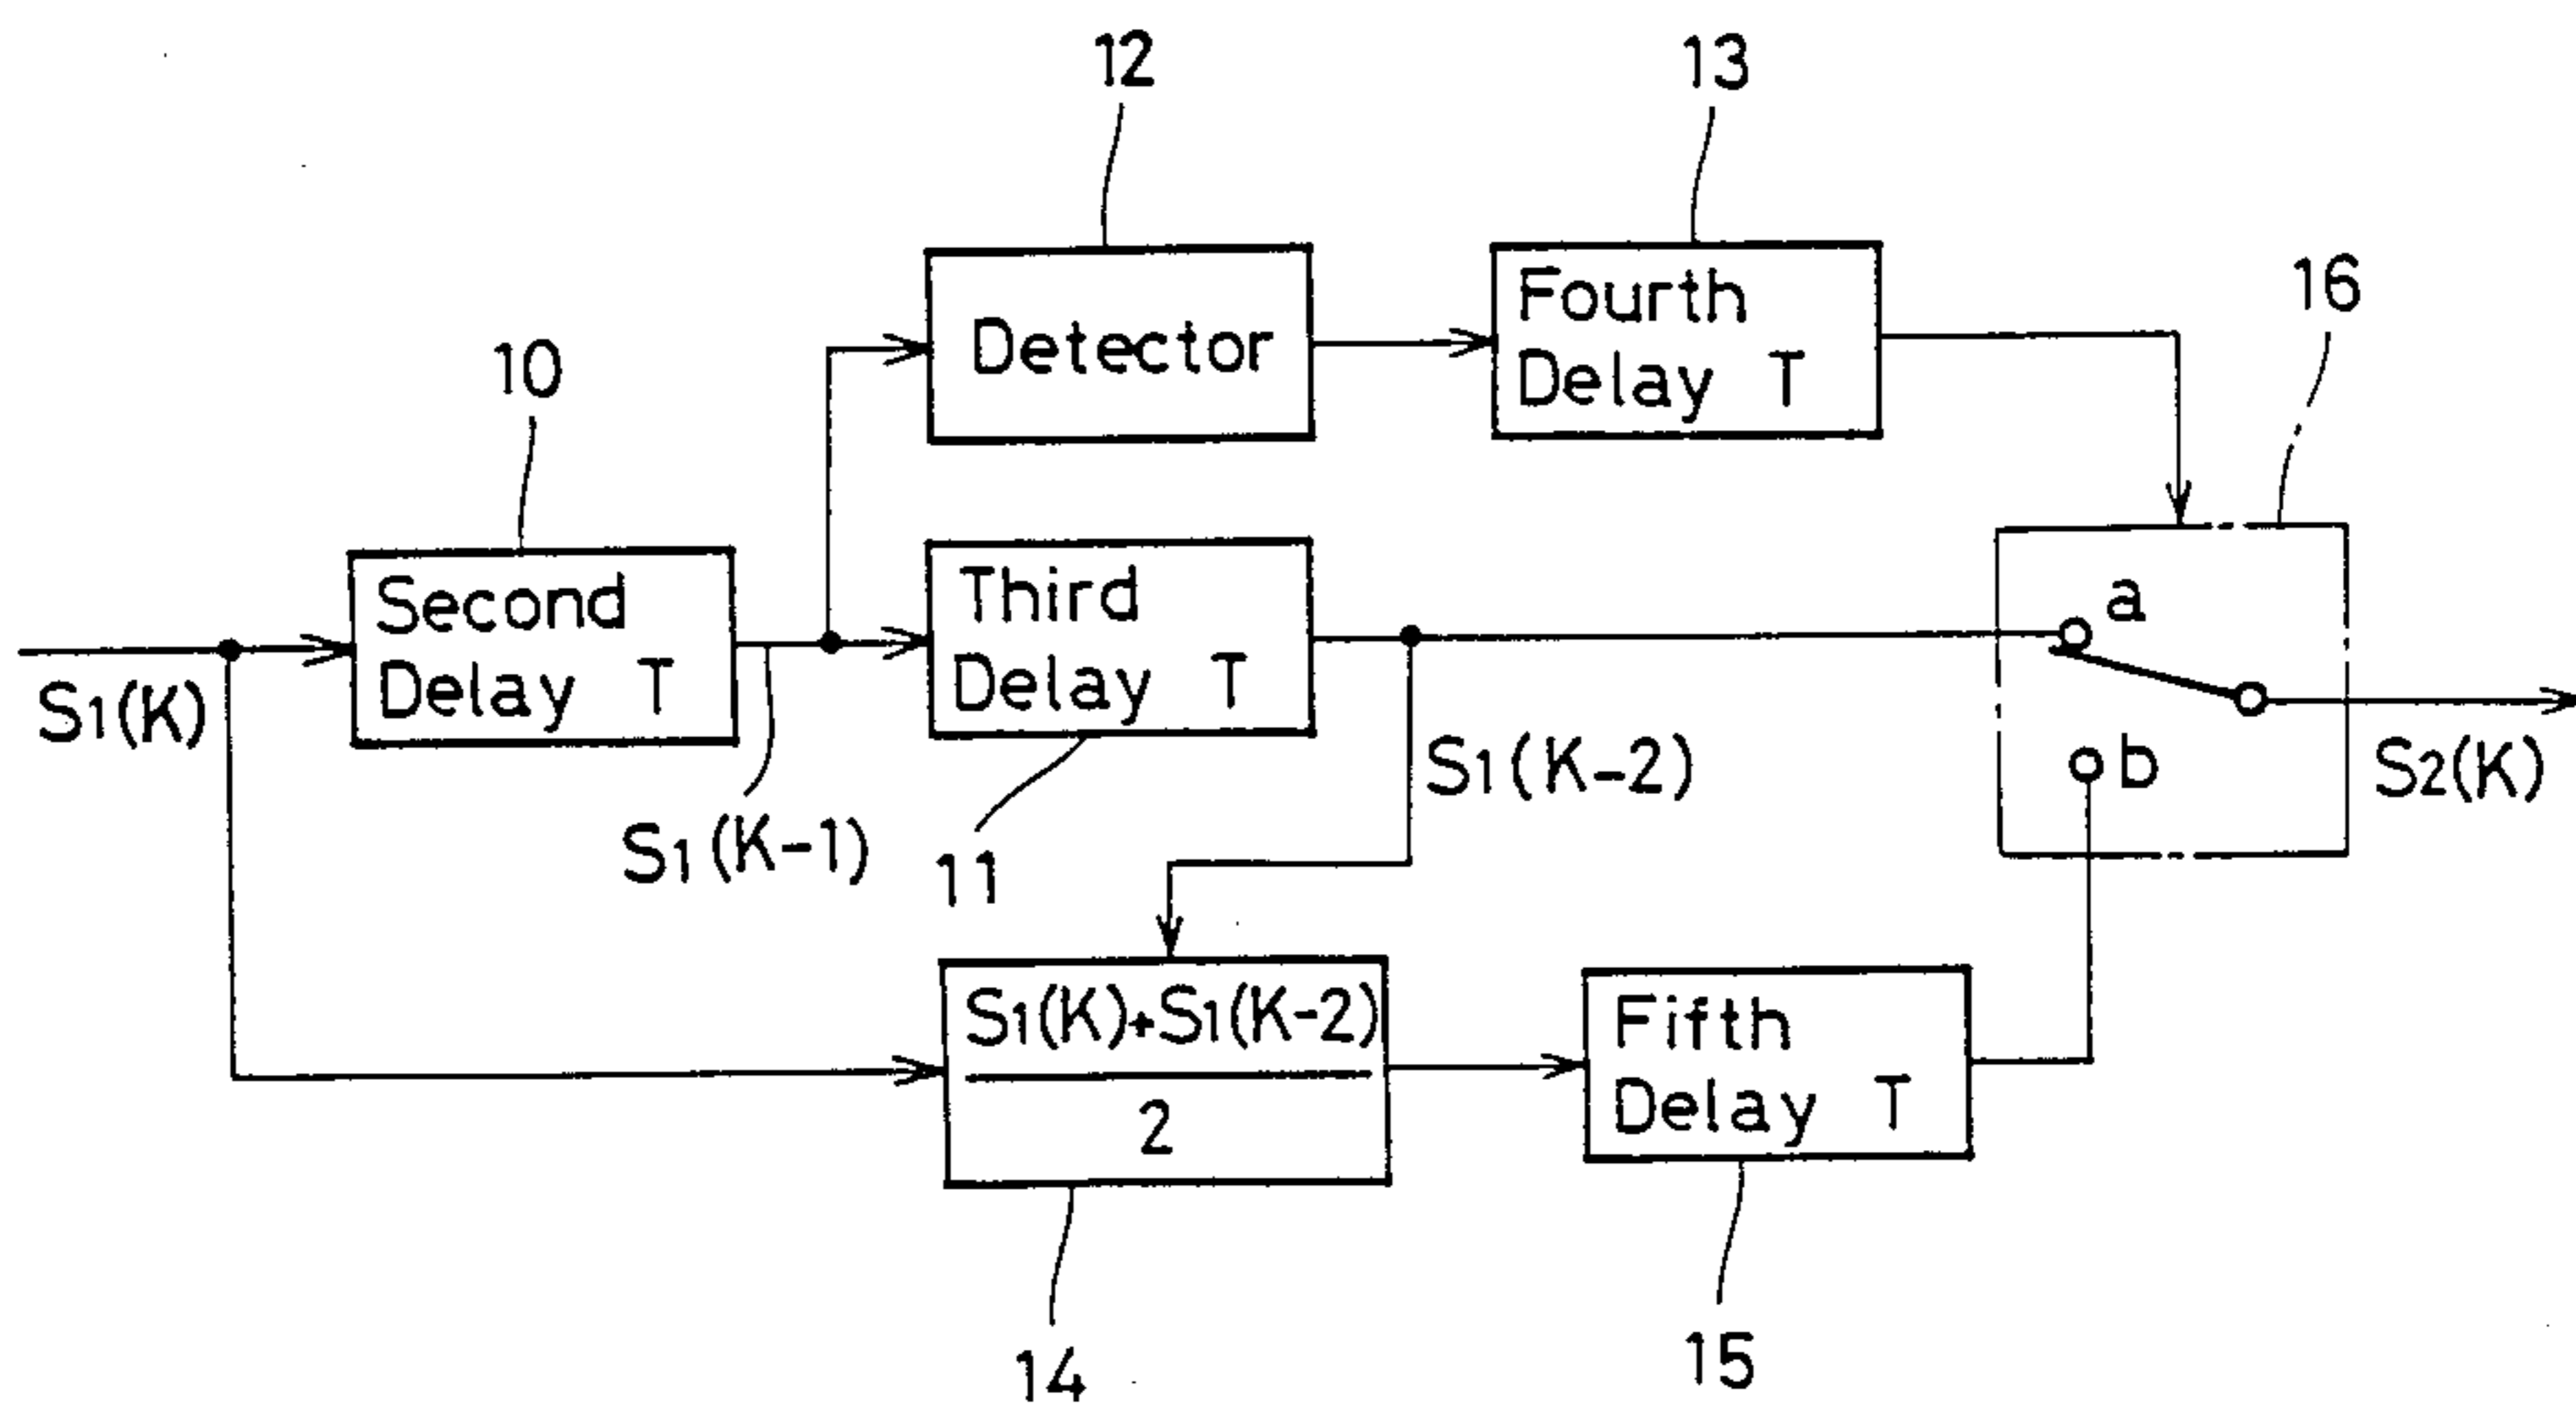 12
13
Detector
Fourth
Delay T
16
10
a
Second
Delay T
Third
Delay T
S1(K)
b
S1(K-1)
11
S1(K-2)
S2(K)
S1(K)+S1(K-2)
2
Fifth
Delay T
14
15